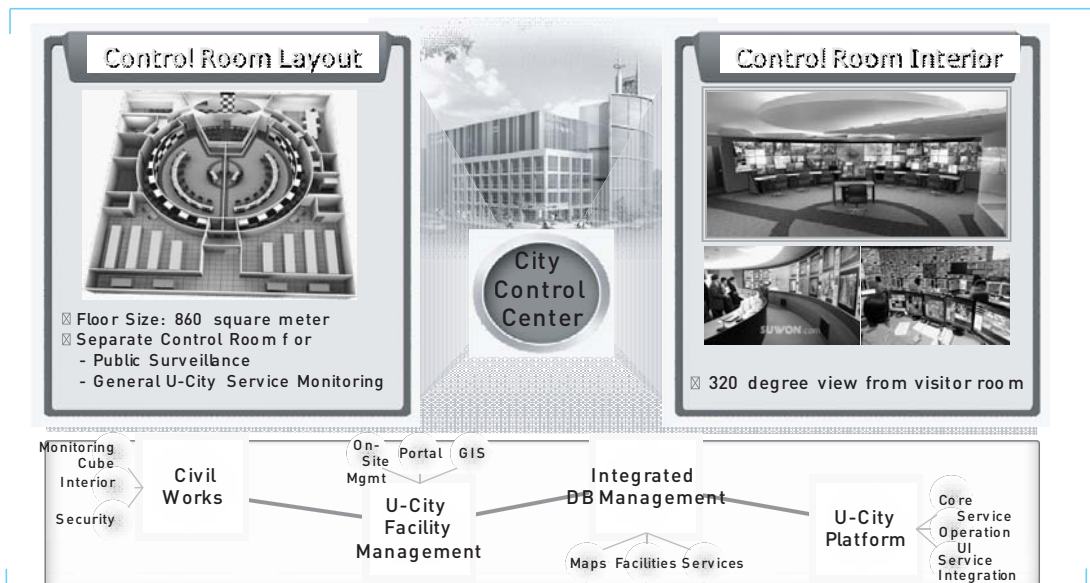 Control Room Layout
Floor Size: 860 square meter
Separate Control Room for
- Public Surveillance
- General U-City Service Monitoring
City
Control
Center
Control Room Interior
SUWON.com
320 degree view from visitor room
Monitoring
Cube
Interior
Security
Civil
Works
On-
Site
Mgmt
Portal
GIS
U-City
Facility
Management
Integrated
DB Management
Maps Facilities Services
U-City
Platform
Core
Service
Operation
UI
Service
Integration